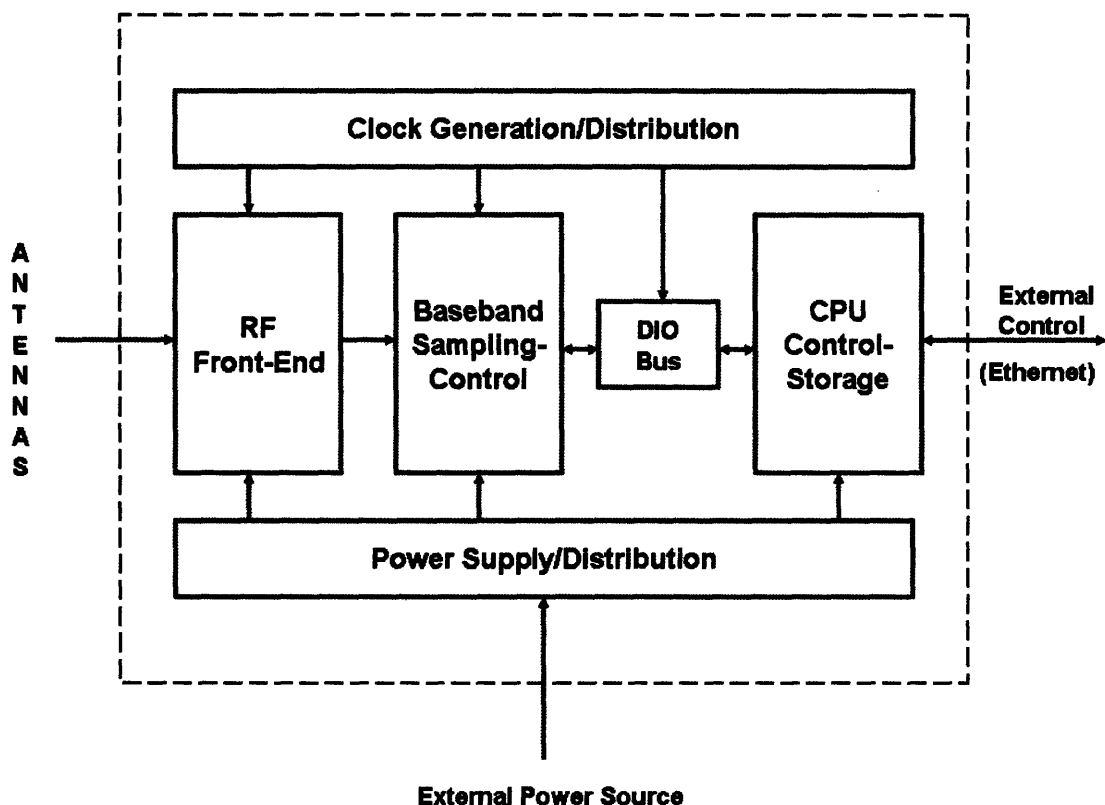 Clock Generation/Distribution
ANTENNAS
RF
Front-End
Baseband
Sampling-
Control
DIO
Bus
CPU
Control-
Storage
External
Control
(Ethernet)
Power Supply/Distribution
External Power Source